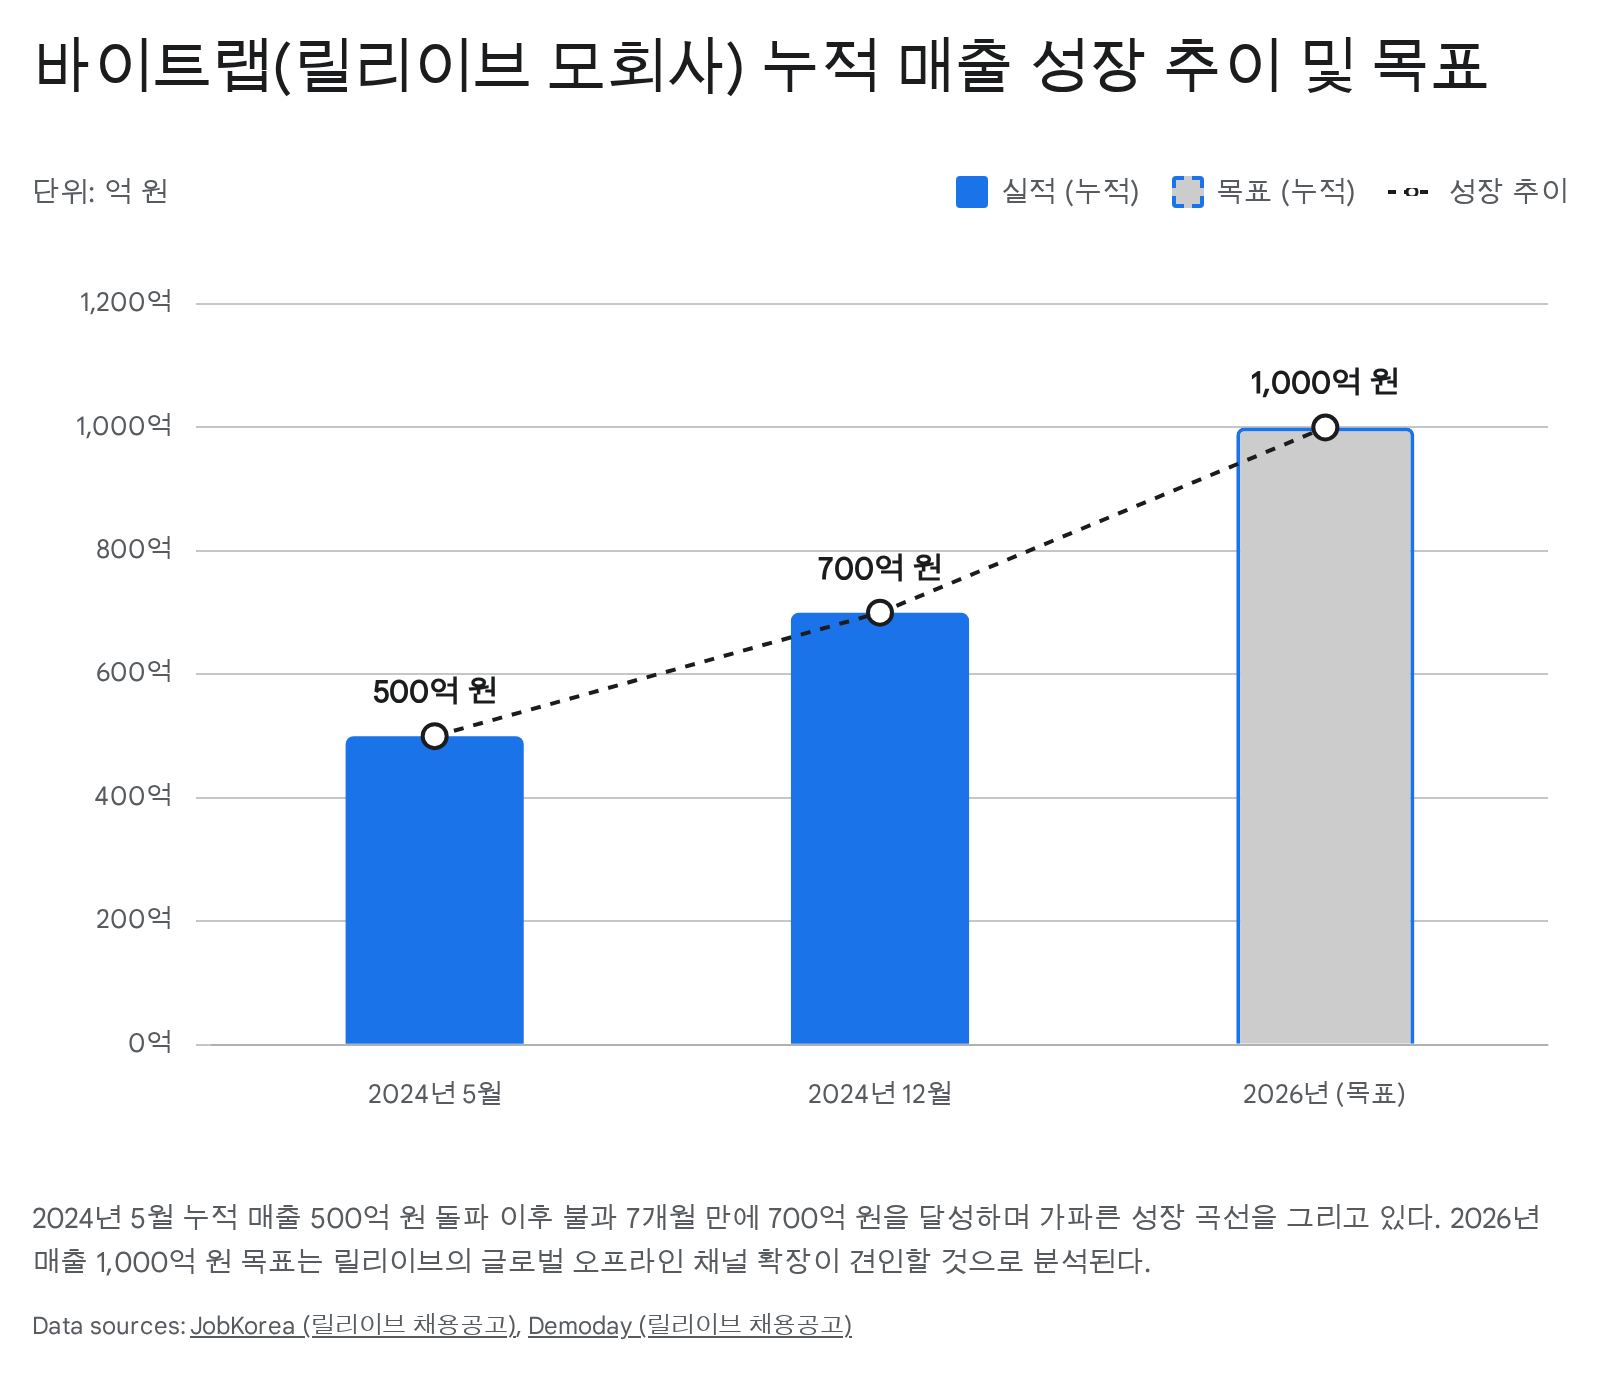 바이트랩(릴리이브 모회사) 누적 매출 성장 추이 및 목표
단위: 억 원
실적 (누적)
목표 (누적)
성장 추이
1,200억
1,000억
800억
600억
400억
200억
0억
500억 원
700억 원
1,000억 원
2024년 5월
2024년 12월
2026년 (목표)
2024년 5월 누적 매출 500억 원 돌파 이후 불과 7개월 만에 700억 원을 달성하며 가파른 성장 곡선을 그리고 있다. 2026년
매출 1,000억 원 목표는 릴리이브의 글로벌 오프라인 채널 확장이 견인할 것으로 분석된다.
Data sources: JobKorea (릴리이브 채용공고), Demoday (릴리이브 채용공고)